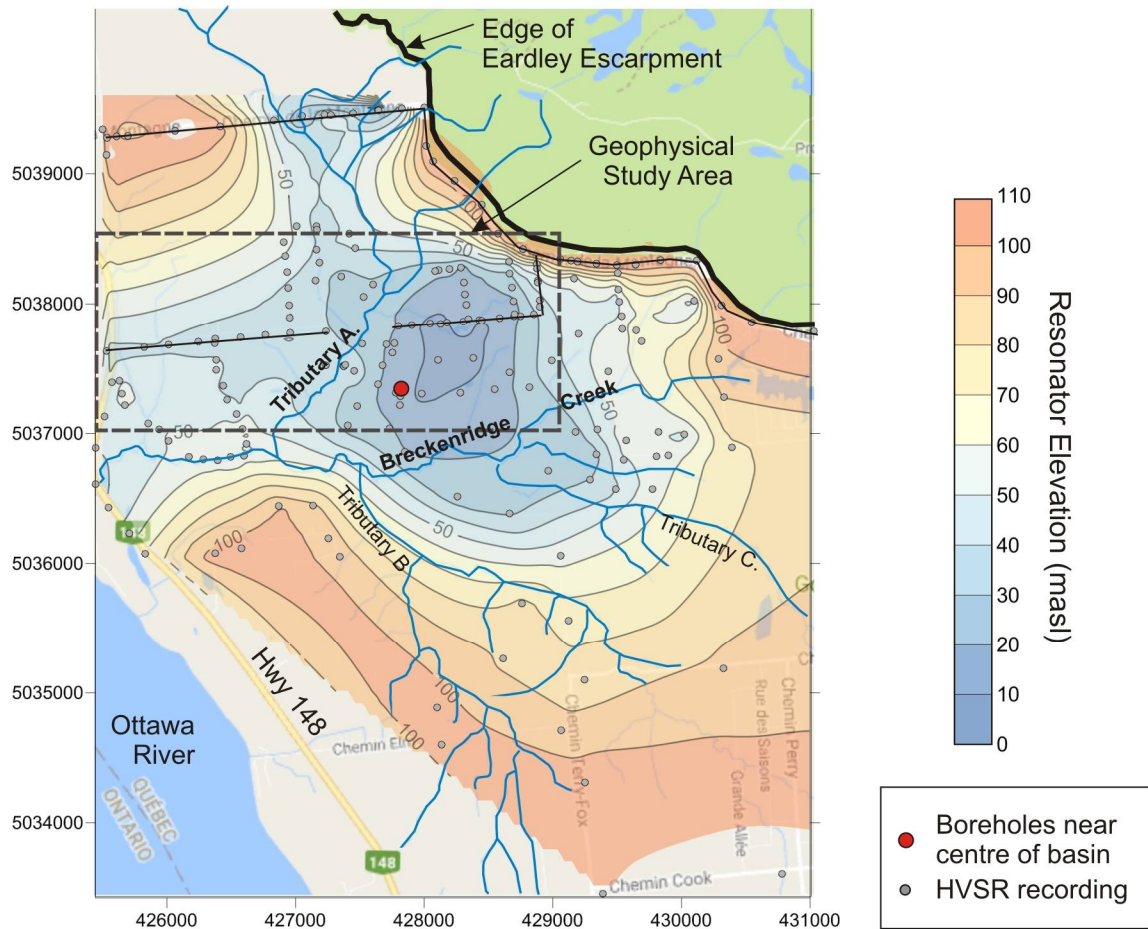 Edge of
Eardley Escarpment
Geophysical
Study Area
5039000
5038000
5037000
5036000
5035000
5034000
50
100
50
100
50
50
50
100
100
100
Tributary A.
Breckenridge
Creek
Tributary B
Tributary C.
Hwy 148
Ottawa
River
QUÉBEC
ONTARIO
148
Chemin Terry-Fox
Rue des Saisons
Chemin Perry
Grande Allée
Chemin Cook
426000
427000
428000
429000
430000
431000
110
100
90
80
70
60
50
40
30
20
10
0
Resonator Elevation (masl)
Boreholes near
centre of basin
HVSR recording